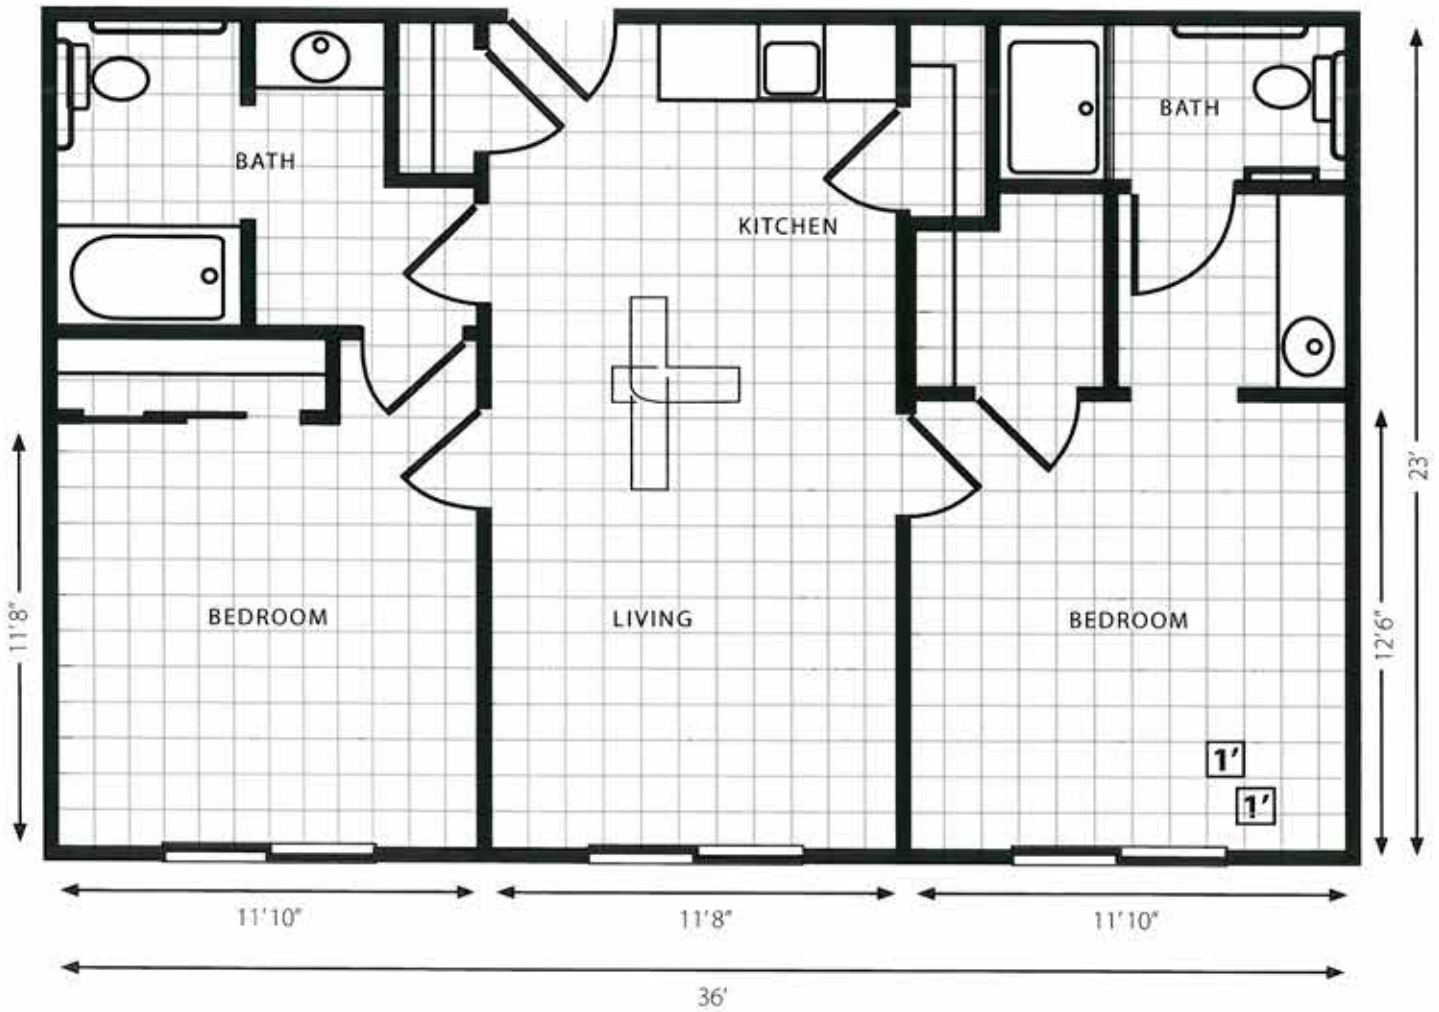 BATH
BATH
KITCHEN
23'
11'8"
BEDROOM
LIVING
BEDROOM
12'6"
1'
1'
11'10"
11'8"
11'10"
36'